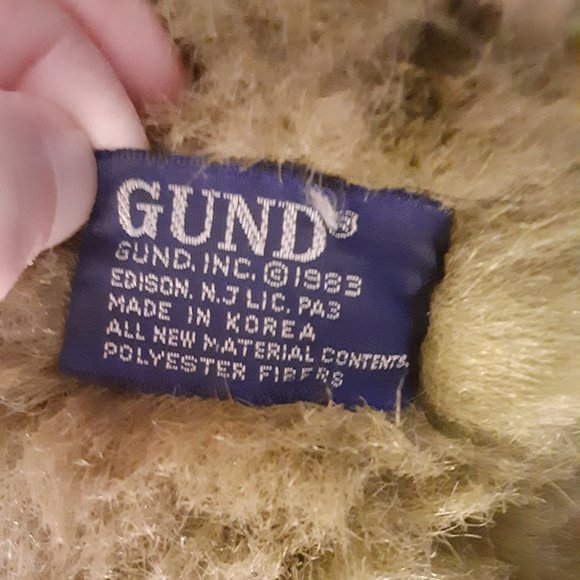 GUND®
GUND, INC. ©1983
EDISON, N.J LIC. PA3
MADE IN KOREA
ALL NEW MATERIAL CONTENTS.
POLYESTER FIBERS